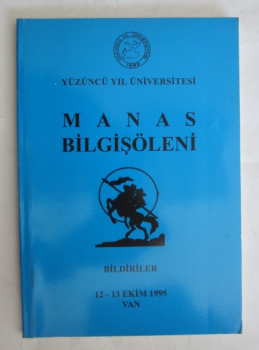 YÜZÜNCÜ YIL ÜNİVERSİTESİ
MANAS
BİLGİŞÖLENİ
BİLDİRİLER
12 - 13 EKİM 1995
VAN